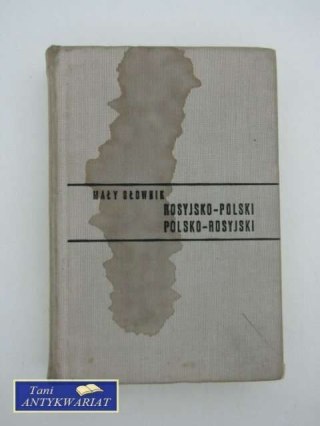 MAŁY SŁOWNIK
ROSYJSKO-POLSKI
POLSKO-ROSYJSKI
Tani
ANTYKWARIAT